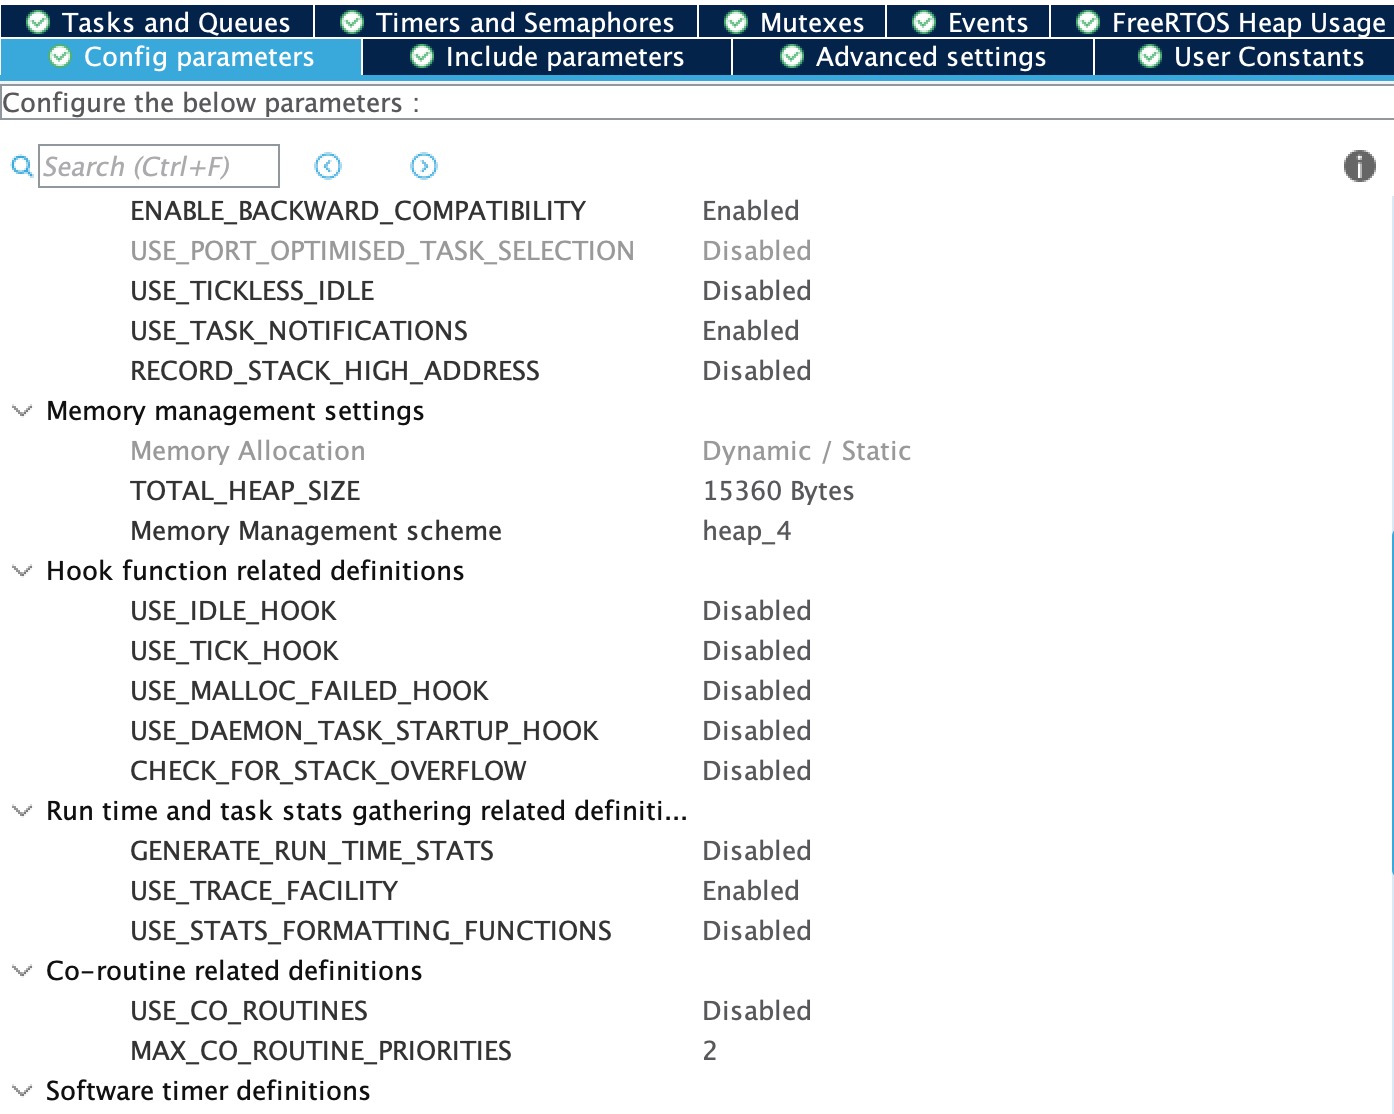 Tasks and Queues Timers and Semaphores Mutexes Events FreeRTOS Heap Usage
Config parameters Include parameters Advanced settings User Constants
Configure the below parameters :
Search (Ctrl+F)
ENABLE_BACKWARD_COMPATIBILITY Enabled
USE_PORT_OPTIMISED_TASK_SELECTION Disabled
USE_TICKLESS_IDLE Disabled
USE_TASK_NOTIFICATIONS Enabled
RECORD_STACK_HIGH_ADDRESS Disabled
Memory management settings
Memory Allocation Dynamic / Static
TOTAL_HEAP_SIZE 15360 Bytes
Memory Management scheme heap_4
Hook function related definitions
USE_IDLE_HOOK Disabled
USE_TICK_HOOK Disabled
USE_MALLOC_FAILED_HOOK Disabled
USE_DAEMON_TASK_STARTUP_HOOK Disabled
CHECK_FOR_STACK_OVERFLOW Disabled
Run time and task stats gathering related definiti...
GENERATE_RUN_TIME_STATS Disabled
USE_TRACE_FACILITY Enabled
USE_STATS_FORMATTING_FUNCTIONS Disabled
Co-routine related definitions
USE_CO_ROUTINES Disabled
MAX_CO_ROUTINE_PRIORITIES 2
Software timer definitions